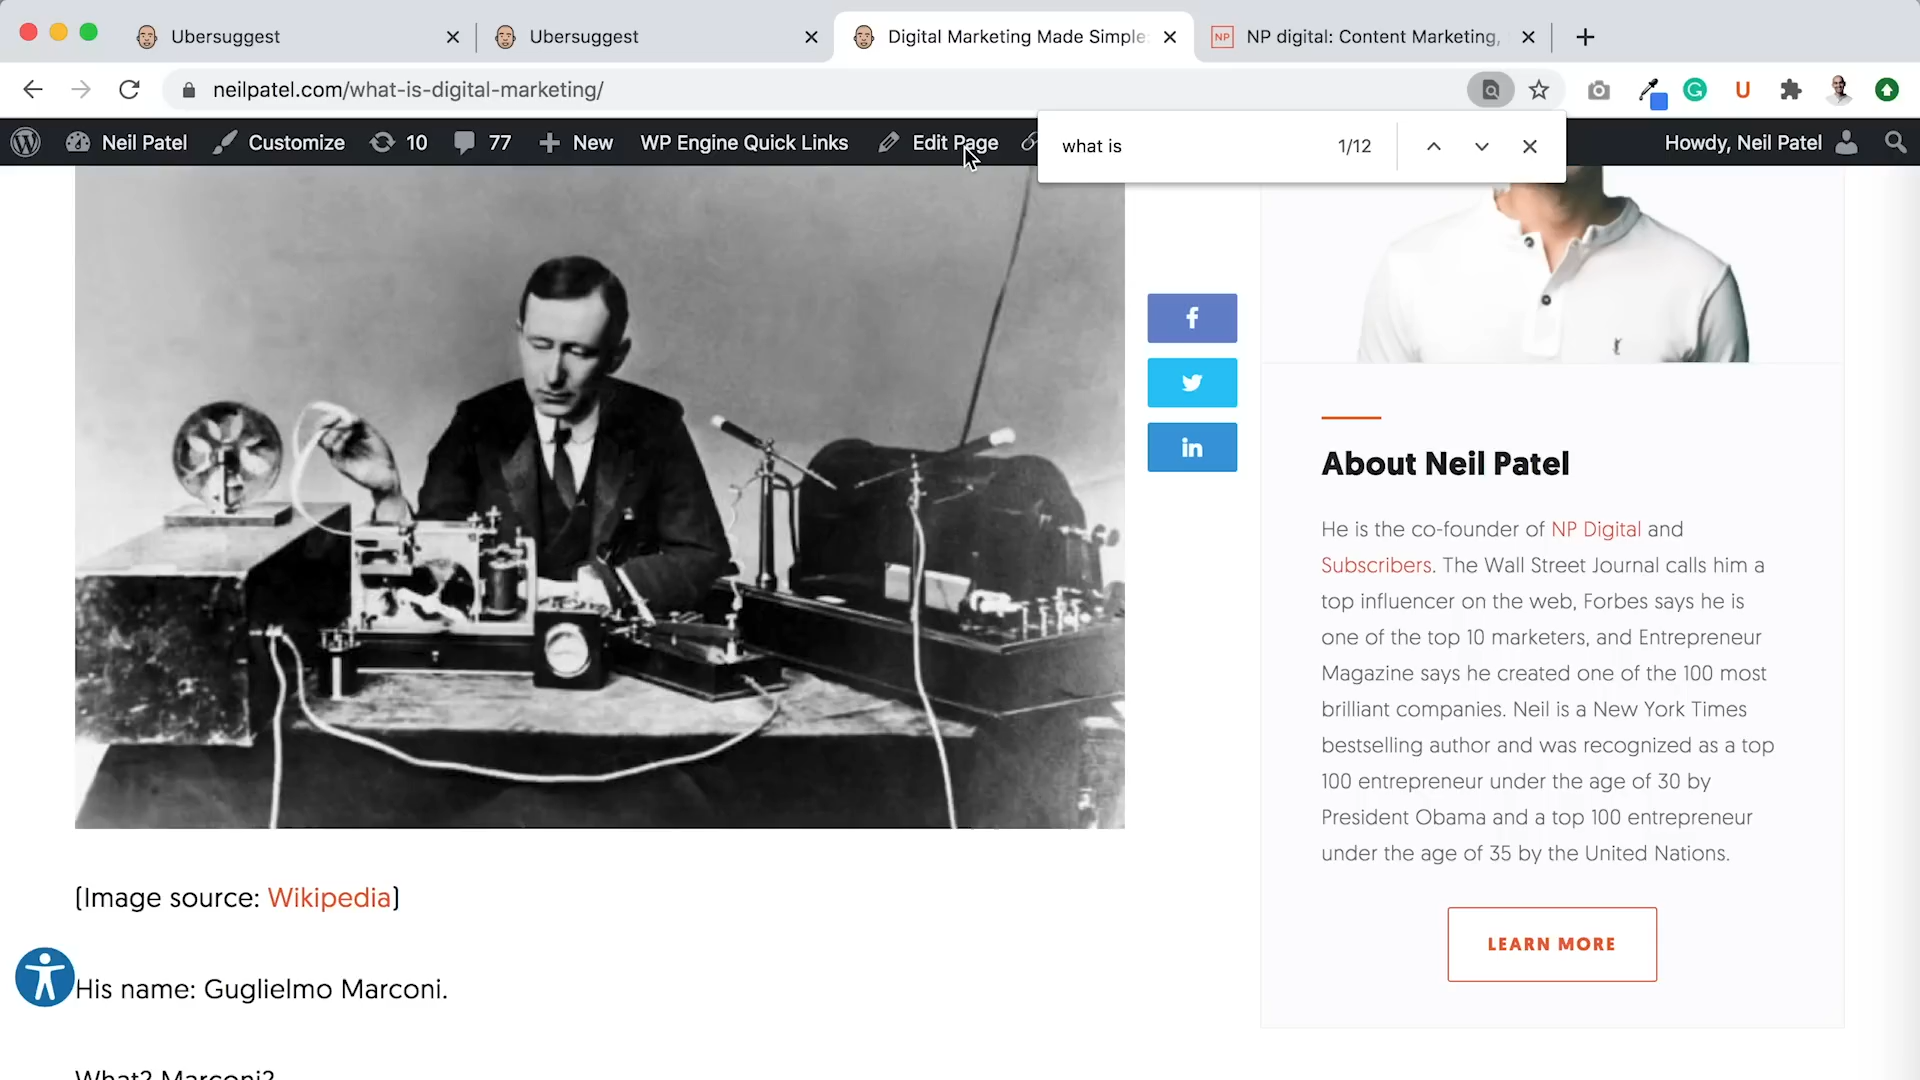 Ubersuggest
Ubersuggest
Digital Marketing Made Simple:
NP
NP digital: Content Marketing,
neilpatel.com/what-is-digital-marketing/
Neil Patel
Customize
10
77
New
WP Engine Quick Links
Edit Page
what is
1/12
Howdy, Neil Patel
f
in
About Neil Patel
He is the co-founder of NP Digital and
Subscribers. The Wall Street Journal calls him a
top influencer on the web, Forbes says he is
one of the top 10 marketers, and Entrepreneur
Magazine says he created one of the 100 most
brilliant companies. Neil is a New York Times
bestselling author and was recognized as a top
100 entrepreneur under the age of 30 by
President Obama and a top 100 entrepreneur
under the age of 35 by the United Nations.
LEARN MORE
(Image source: Wikipedia)
His name: Guglielmo Marconi.
What? Marconi?